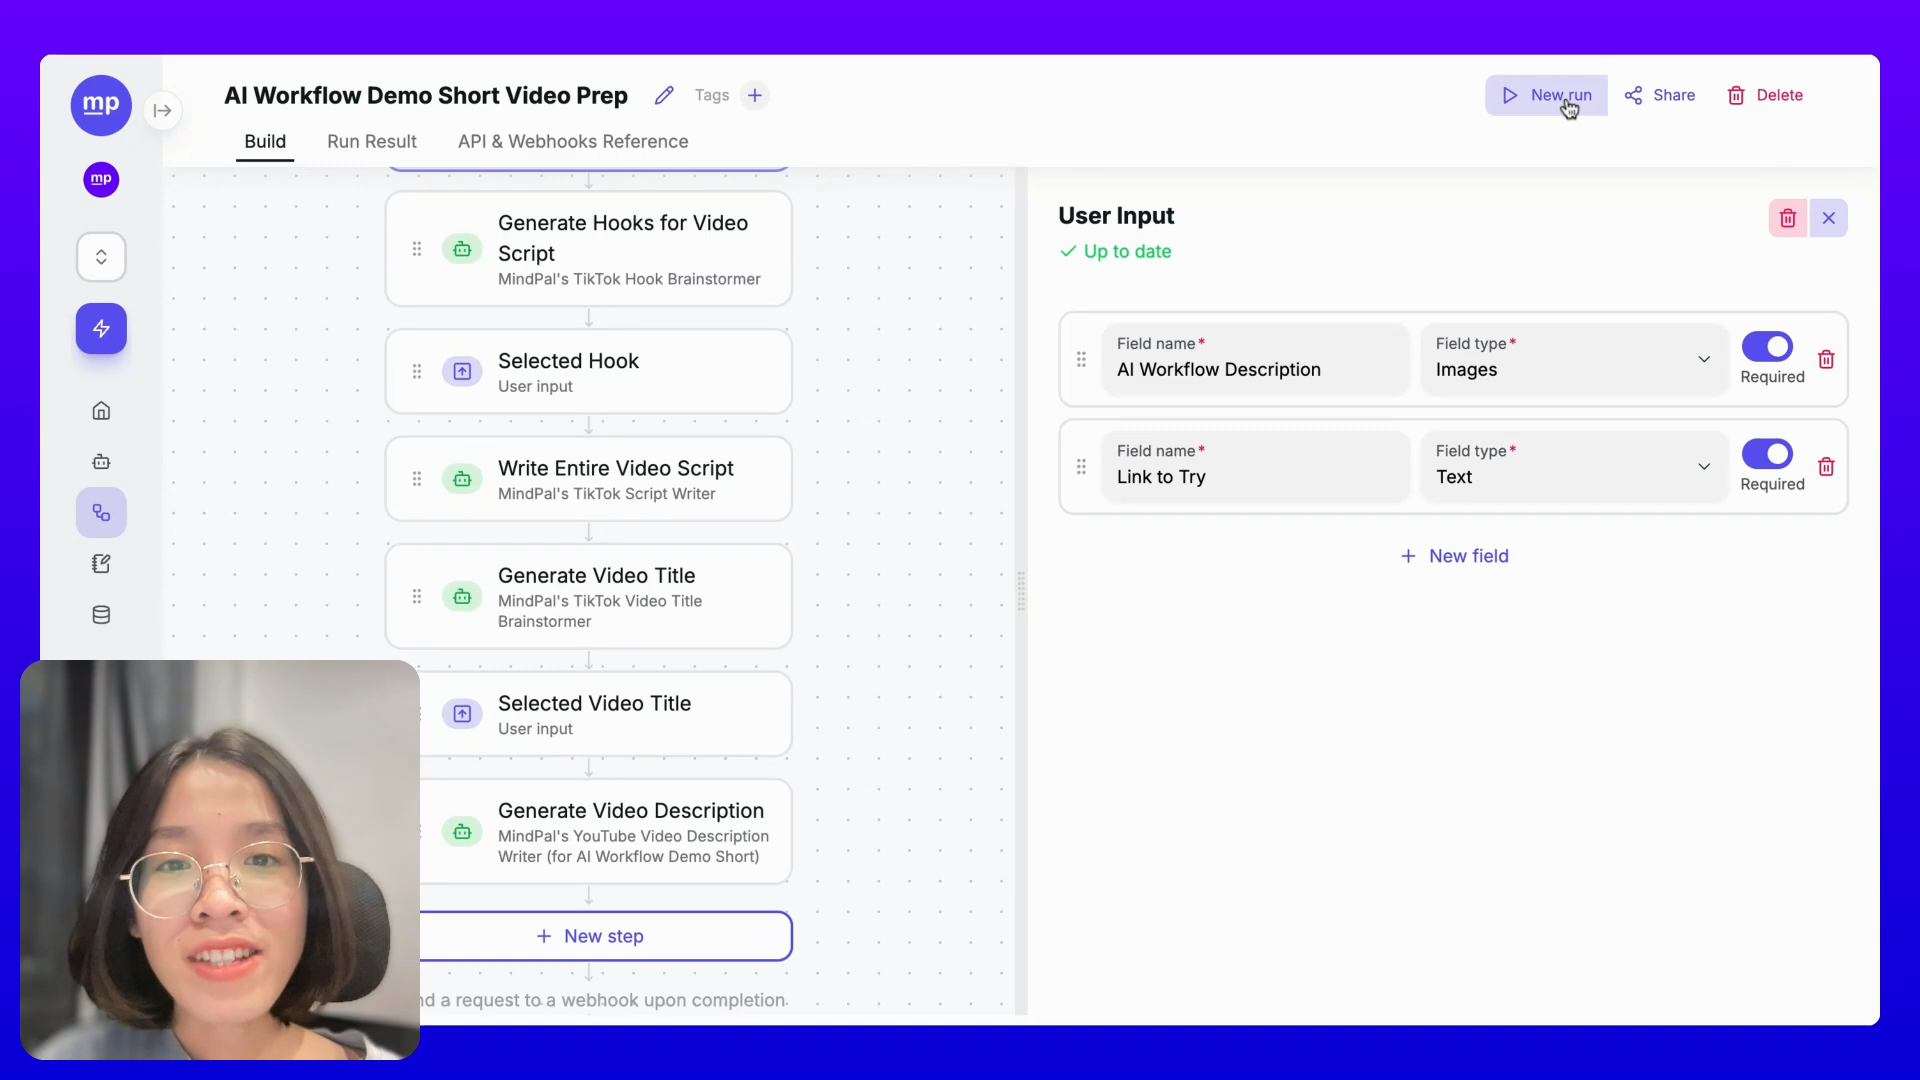 mp
AI Workflow Demo Short Video Prep
Tags
New run
Share
Delete
Build
Run Result
API & Webhooks Reference
mp
Generate Hooks for Video
Script
MindPal's TikTok Hook Brainstormer
Selected Hook
User input
Write Entire Video Script
MindPal's TikTok Script Writer
Generate Video Title
MindPal's TikTok Video Title
Brainstormer
Selected Video Title
User input
Generate Video Description
MindPal's YouTube Video Description
Writer (for AI Workflow Demo Short)
+ New step
a request to a webhook upon completion
User Input
Up to date
Field name*
AI Workflow Description
Field type*
Images
Required
Field name*
Link to Try
Field type*
Text
Required
+ New field